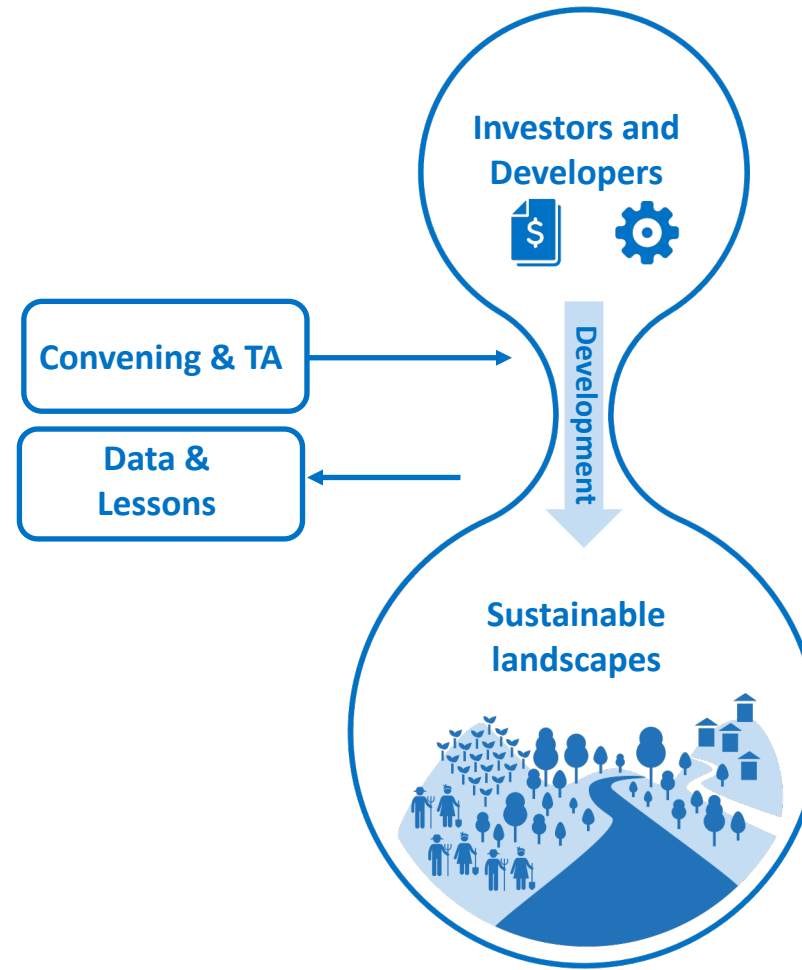 Investors and
Developers
$
Convening & TA
Development
Data &
Lessons
Sustainable
landscapes